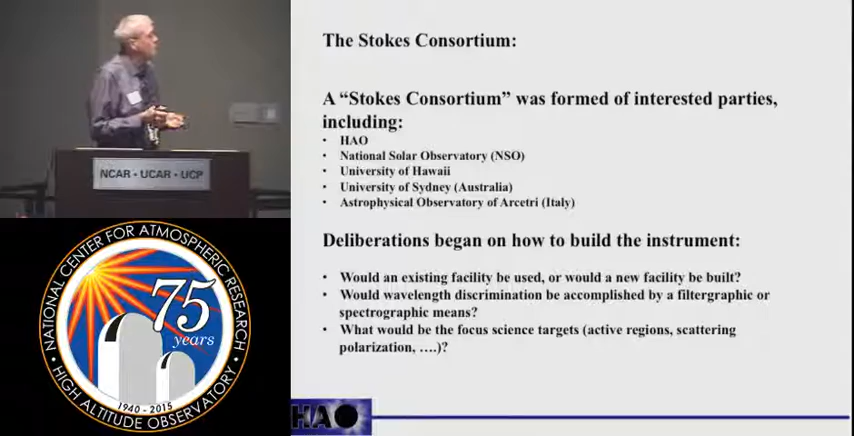 The Stokes Consortium:
A “Stokes Consortium” was formed of interested parties,
including:
• HAO
• National Solar Observatory (NSO)
• University of Hawaii
• University of Sydney (Australia)
• Astrophysical Observatory of Arcetri (Italy)
Deliberations began on how to build the instrument:
• Would an existing facility be used, or would a new facility be built?
• Would wavelength discrimination be accomplished by a filtergraphic or
spectrographic means?
• What would be the focus science targets (active regions, scattering
polarization, ….)?
HAO
NCAR • UCAR • UCP
NATIONAL CENTER FOR ATMOSPHERIC RESEARCH
75
years
1940 - 2015
HIGH ALTITUDE OBSERVATORY